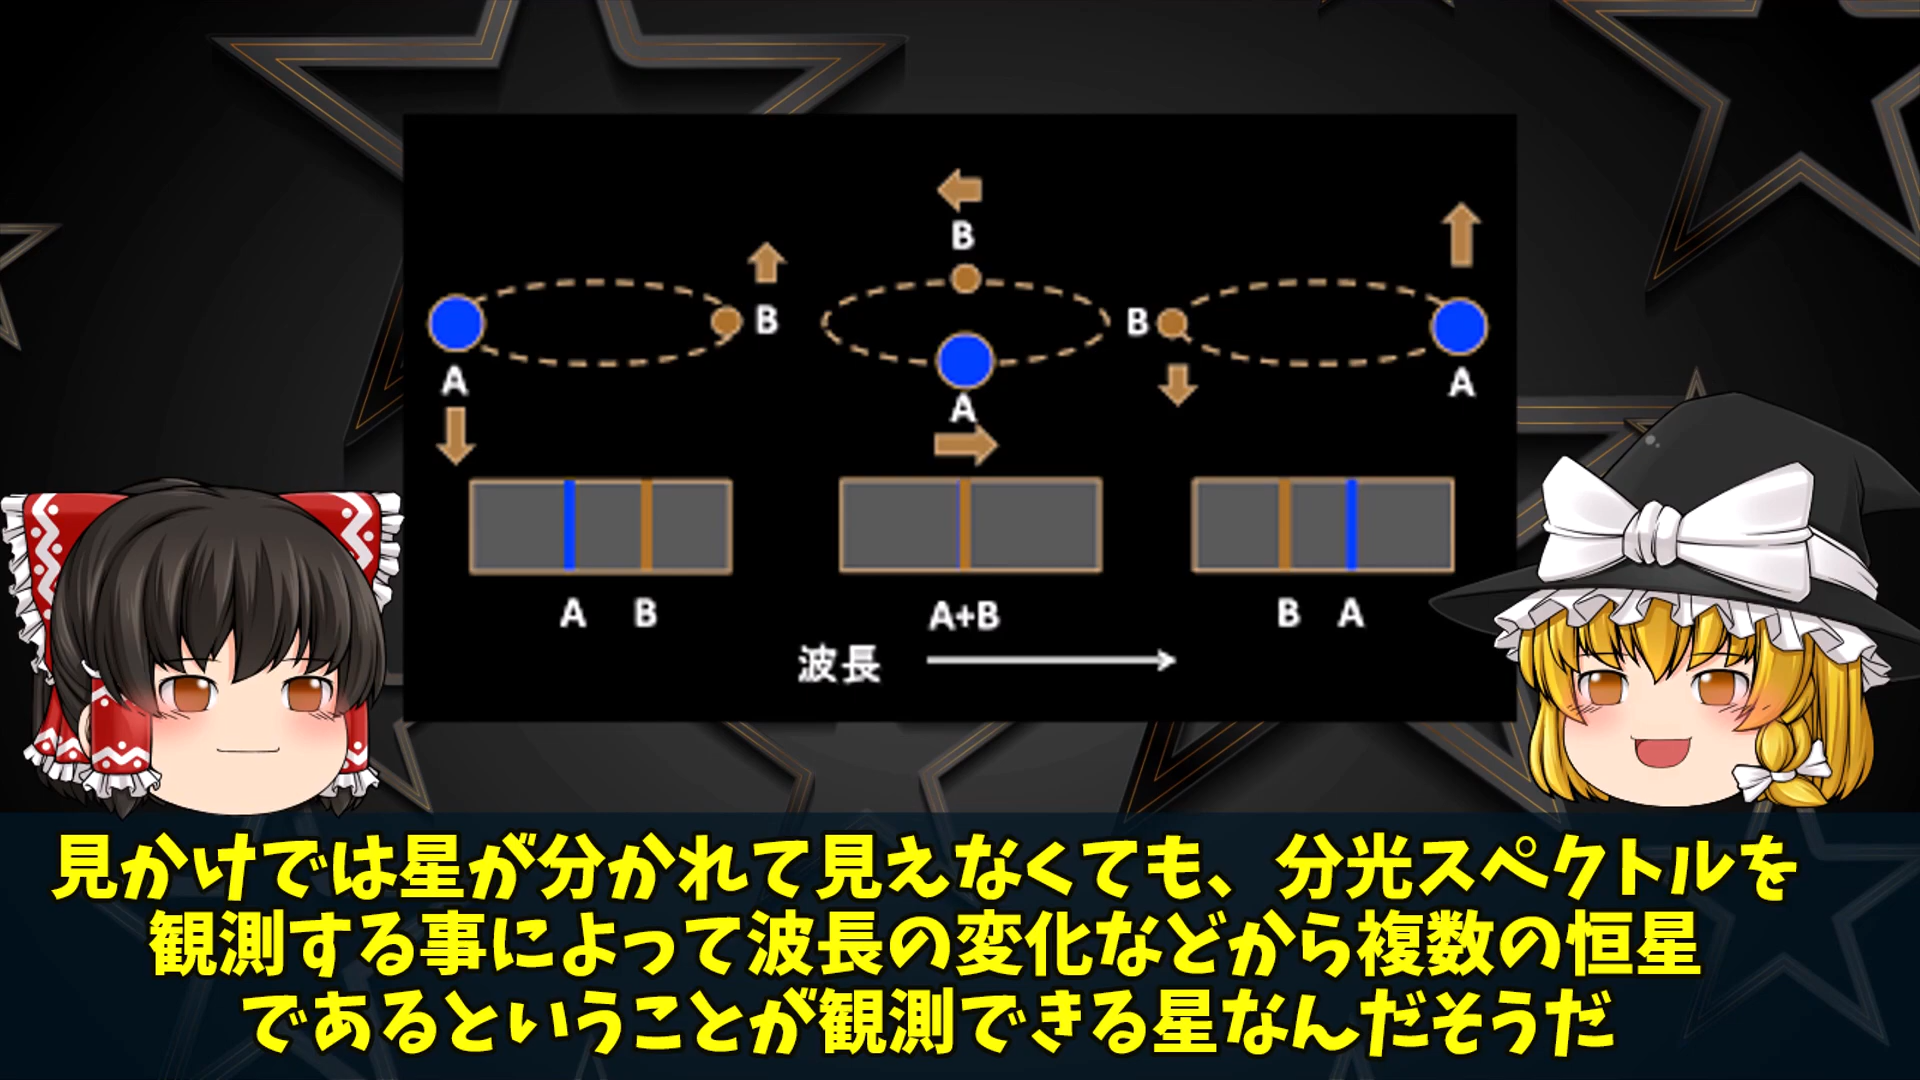 B
B
B
B
A
A
A
A
B
A+B
B
A
波長
見かけでは星が分かれて見えなくても、分光スペクトルを
観測する事によって波長の変化などから複数の恒星
であるということが観測できる星なんだそうだ